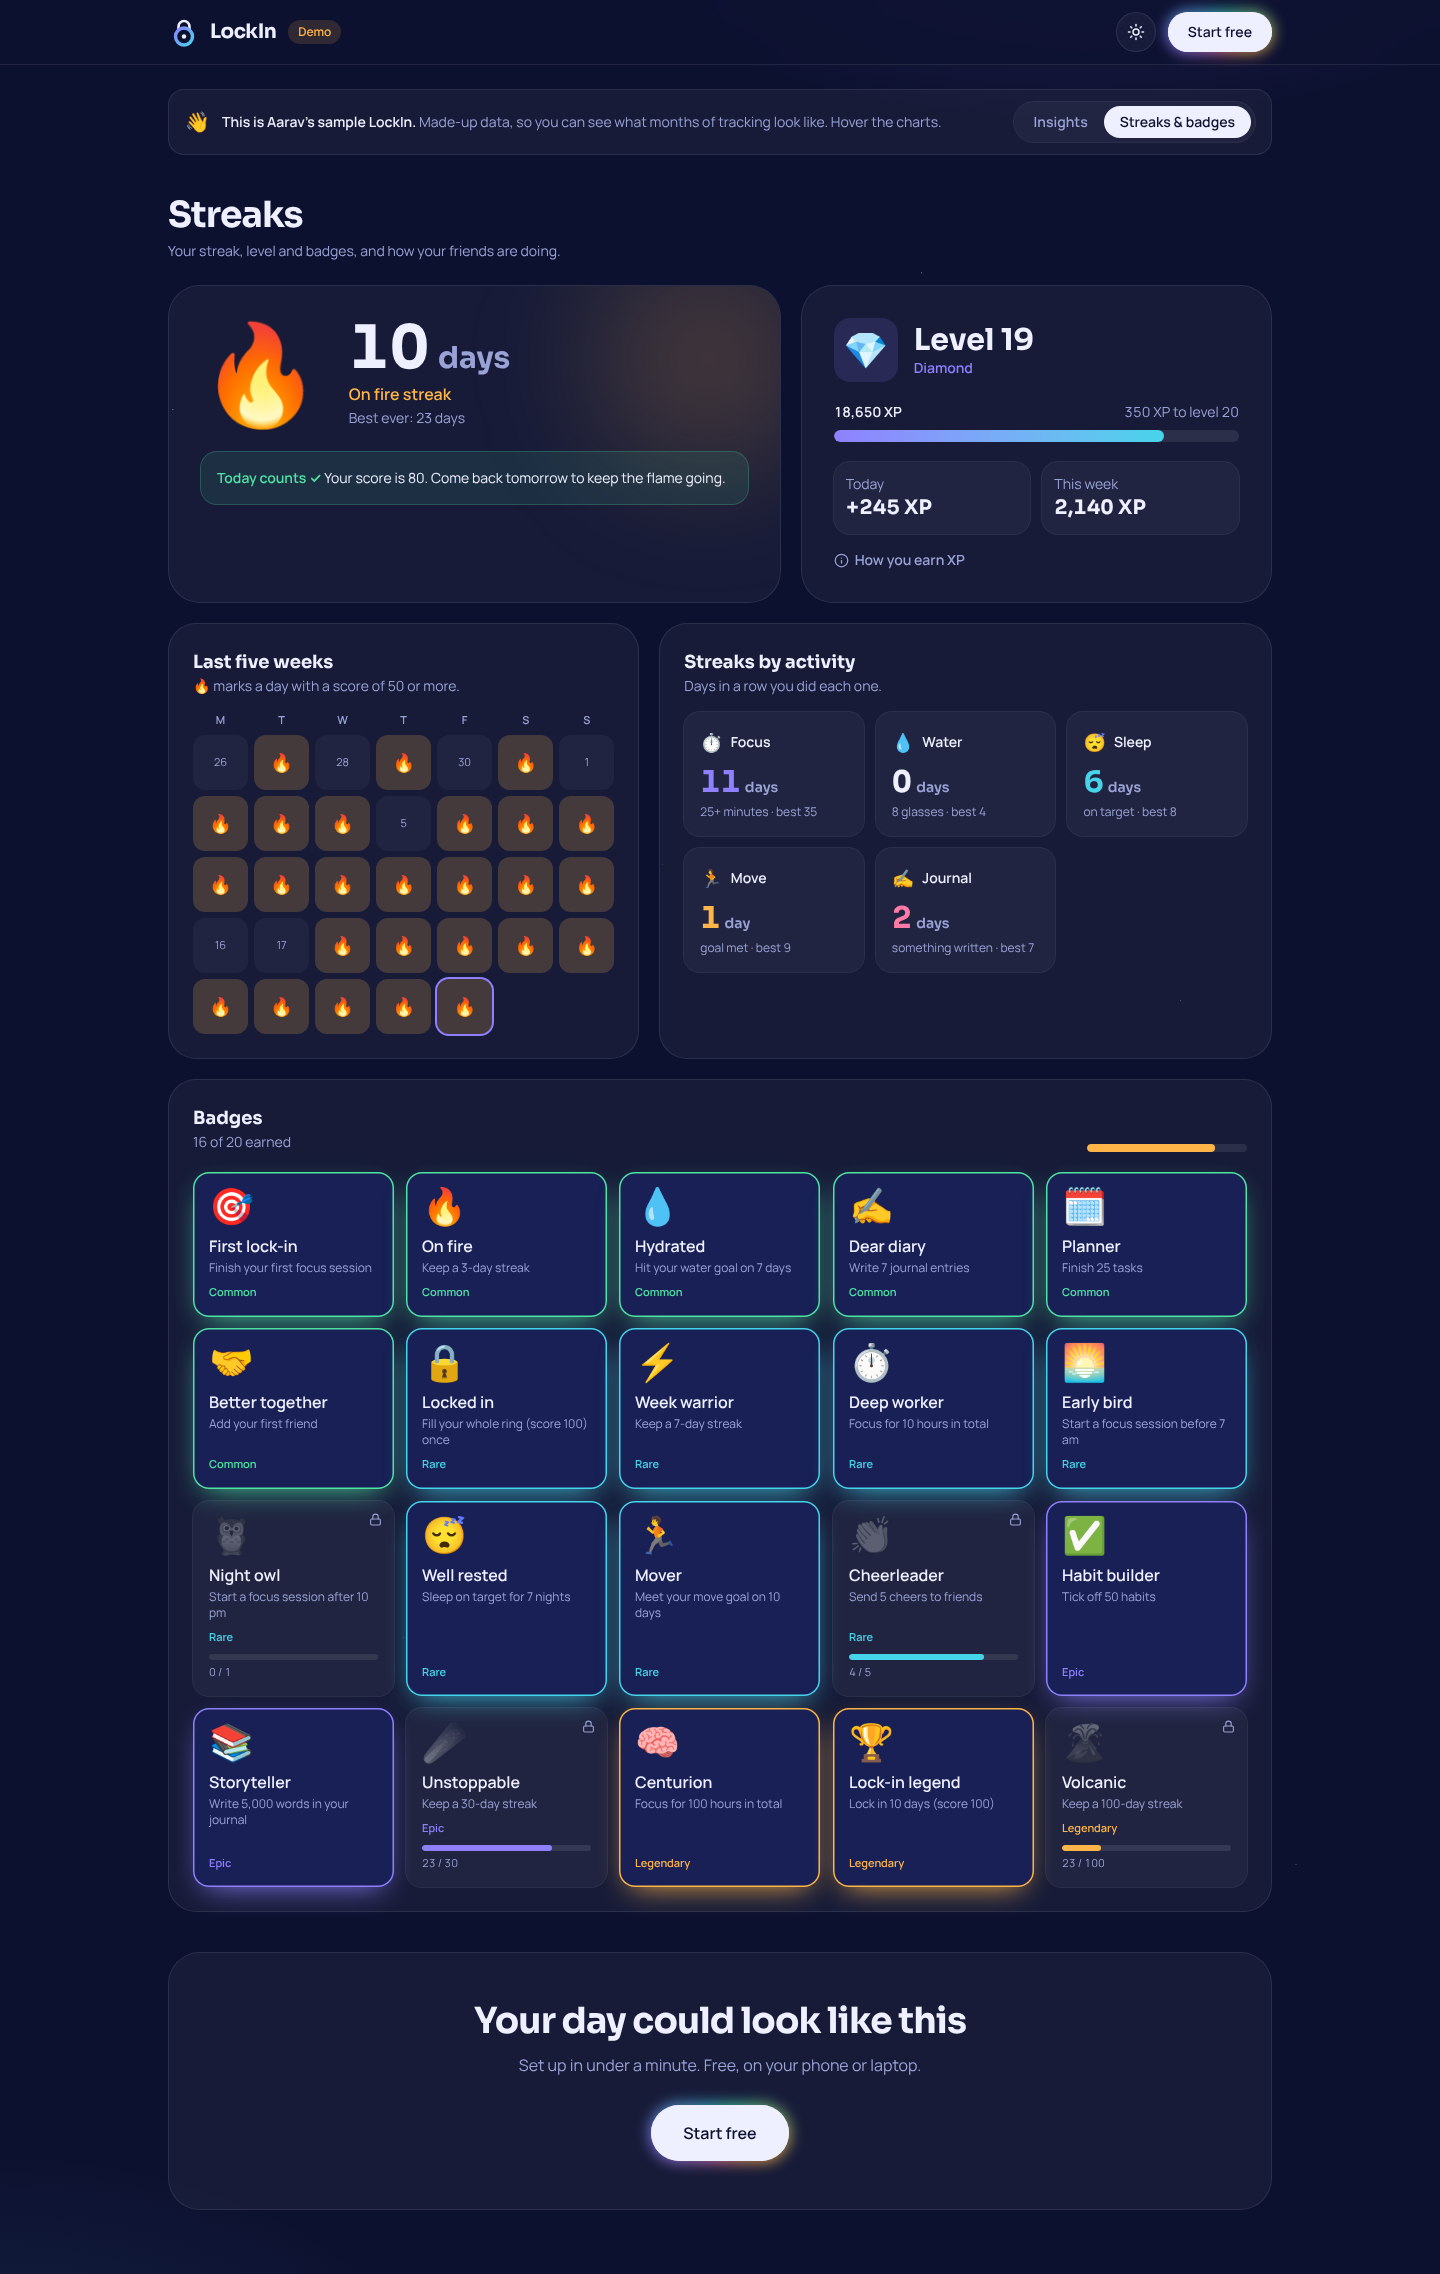 LockIn
Demo
Start free
👋 This is Aarav's sample LockIn. Made-up data, so you can see what months of tracking look like. Hover the charts.
Insights
Streaks & badges
Streaks
Your streak, level and badges, and how your friends are doing.
10 days
On fire streak
Best ever: 23 days
Today counts ✓ Your score is 80. Come back tomorrow to keep the flame going.
Level 19
Diamond
18,650 XP
350 XP to level 20
Today
+245 XP
This week
2,140 XP
How you earn XP
Last five weeks
🔥 marks a day with a score of 50 or more.
M T W T F S S
26 28 30 1
5
16 17
Streaks by activity
Days in a row you did each one.
Focus
11 days
25+ minutes · best 35
Water
0 days
8 glasses · best 4
Sleep
6 days
on target · best 8
Move
1 day
goal met · best 9
Journal
2 days
something written · best 7
Badges
16 of 20 earned
First lock-in
Finish your first focus session
Common
On fire
Keep a 3-day streak
Common
Hydrated
Hit your water goal on 7 days
Common
Dear diary
Write 7 journal entries
Common
Planner
Finish 25 tasks
Common
Better together
Add your first friend
Common
Locked in
Fill your whole ring (score 100)
once
Rare
Week warrior
Keep a 7-day streak
Rare
Deep worker
Focus for 10 hours in total
Rare
Early bird
Start a focus session before 7
am
Rare
Night owl
Start a focus session after 10
pm
Rare
0 / 1
Well rested
Sleep on target for 7 nights
Rare
Mover
Meet your move goal on 10
days
Rare
Cheerleader
Send 5 cheers to friends
Rare
4 / 5
Habit builder
Tick off 50 habits
Epic
Storyteller
Write 5,000 words in your
journal
Epic
Unstoppable
Keep a 30-day streak
Epic
23 / 30
Centurion
Focus for 100 hours in total
Legendary
Lock-in legend
Lock in 10 days (score 100)
Legendary
Volcanic
Keep a 100-day streak
Legendary
23 / 100
Your day could look like this
Set up in under a minute. Free, on your phone or laptop.
Start free